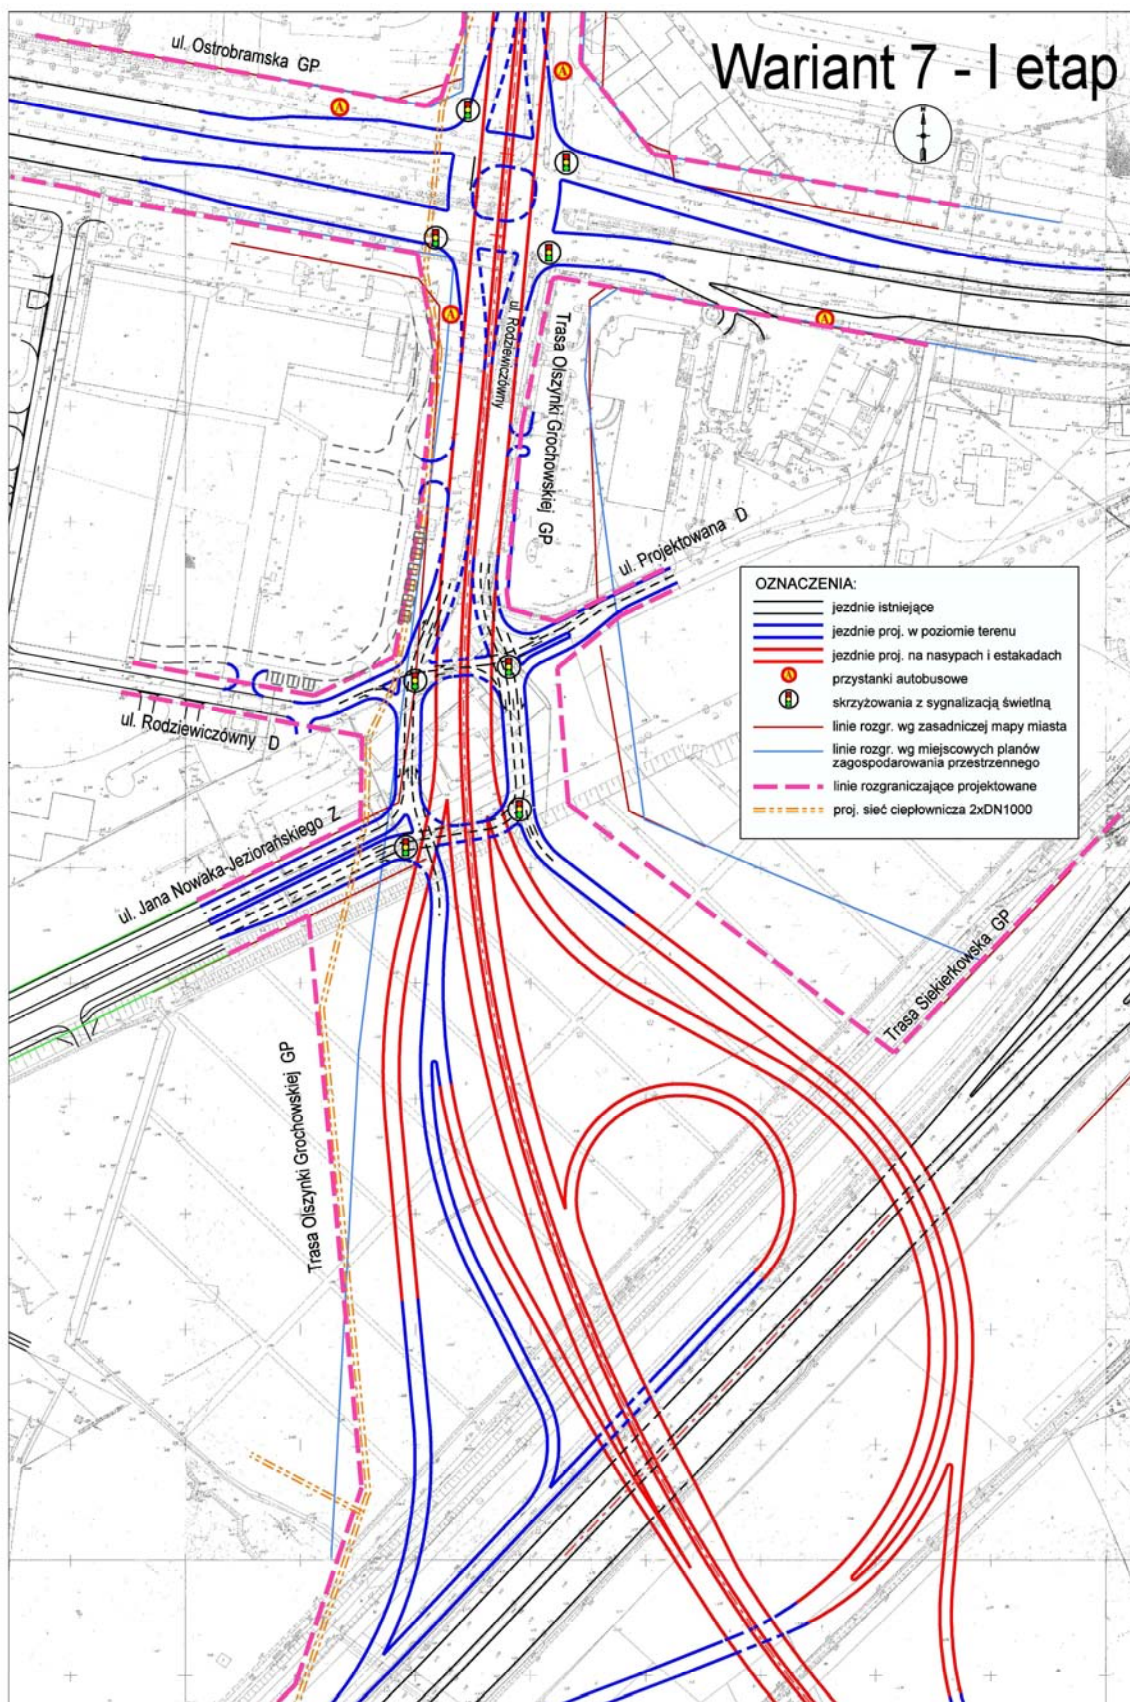 Wariant 7 - I etap
ul. Ostrobramska GP
N
A
A
A
A
ul. Rodziewiczówny
Trasa Olszynki Grochowskiej GP
ul. Projektowana D
OZNACZENIA:
jezdnie istniejące
jezdnie proj. w poziomie terenu
jezdnie proj. na nasypach i estakadach
A
przystanki autobusowe
skrzyżowania z sygnalizacją świetlną
linie rozgr. wg zasadniczej mapy miasta
linie rozgr. wg miejscowych planów
zagospodarowania przestrzennego
linie rozgraniczające projektowane
proj. sieć ciepłownicza 2xDN1000
ul. Rodziewiczówny D
ul. Jana Nowaka-Jeziorańskiego Z
Trasa Siekierkowska GP
Trasa Olszynki Grochowskiej GP